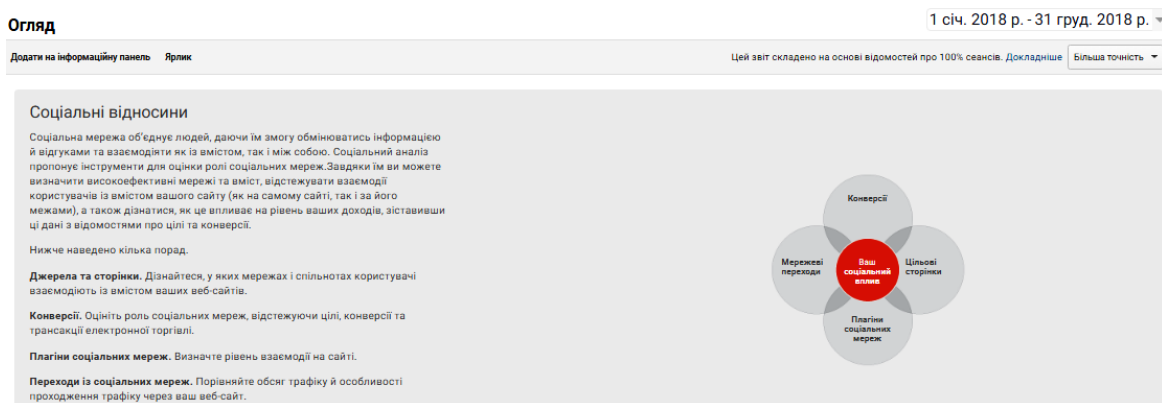 Огляд
1 січ. 2018 р. - 31 груд. 2018 р.
Додати на інформаційну панель Ярлик
Цей звіт складено на основі відомостей про 100% сеансів. Докладніше Більша точність
Соціальні відносини
Соціальна мережа об'єднує людей, даючи їм змогу обмінюватись інформацією
й відгуками та взаємодіяти як із вмістом, так і між собою. Соціальний аналіз
пропонує інструменти для оцінки ролі соціальних мереж.Завдяки їм ви можете
визначити високоефективні мережі та вміст, відстежувати взаємодії
користувачів із вмістом вашого сайту (як на самому сайті, так і за його
межами), а також дізнатися, як це впливає на рівень ваших доходів, зіставивши
ці дані з відомостями про цілі та конверсії.
Нижче наведено кілька порад.
Джерела та сторінки. Дізнайтеся, у яких мережах і спільнотах користувачі
взаємодіють із вмістом ваших веб-сайтів.
Конверсії. Оцініть роль соціальних мереж, відстежуючи цілі, конверсії та
трансакції електронної торгівлі.
Плагіни соціальних мереж. Визначте рівень взаємодії на сайті.
Переходи із соціальних мереж. Порівняйте обсяг трафіку й особливості
проходження трафіку через ваш веб-сайт.
Конверсії
Мережеві
переходи
Ваш
соціальний
вплив
Цільові
сторінки
Плагіни
соціальних
мереж